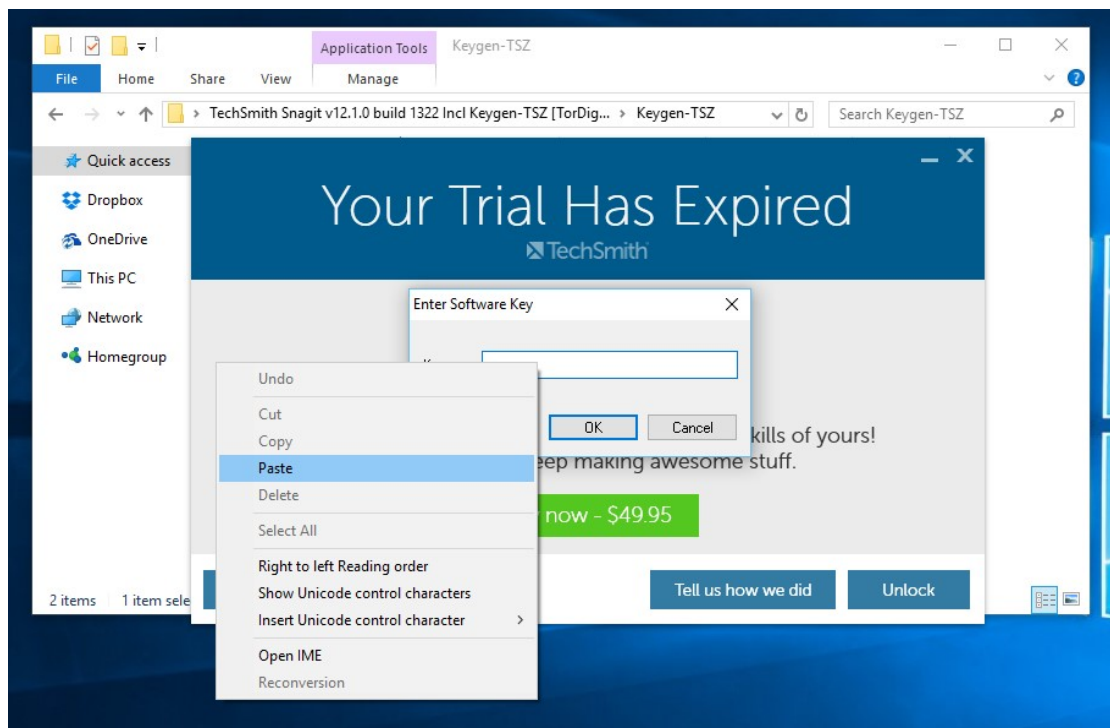 Application Tools
Keygen-TSZ
File
Home
Share
View
Manage
TechSmith Snagit v12.1.0 build 1322 Incl Keygen-TSZ [TorDig... > Keygen-TSZ
Search Keygen-TSZ
Quick access
Dropbox
OneDrive
This PC
Network
Homegroup
Your Trial Has Expired
TechSmith
Enter Software Key
OK
Cancel
kills of yours!
eep making awesome stuff.
now - $49.95
Tell us how we did
Unlock
Undo
Cut
Copy
Paste
Delete
Select All
Right to left Reading order
Show Unicode control characters
Insert Unicode control character >
Open IME
Reconversion
2 items
1 item sele